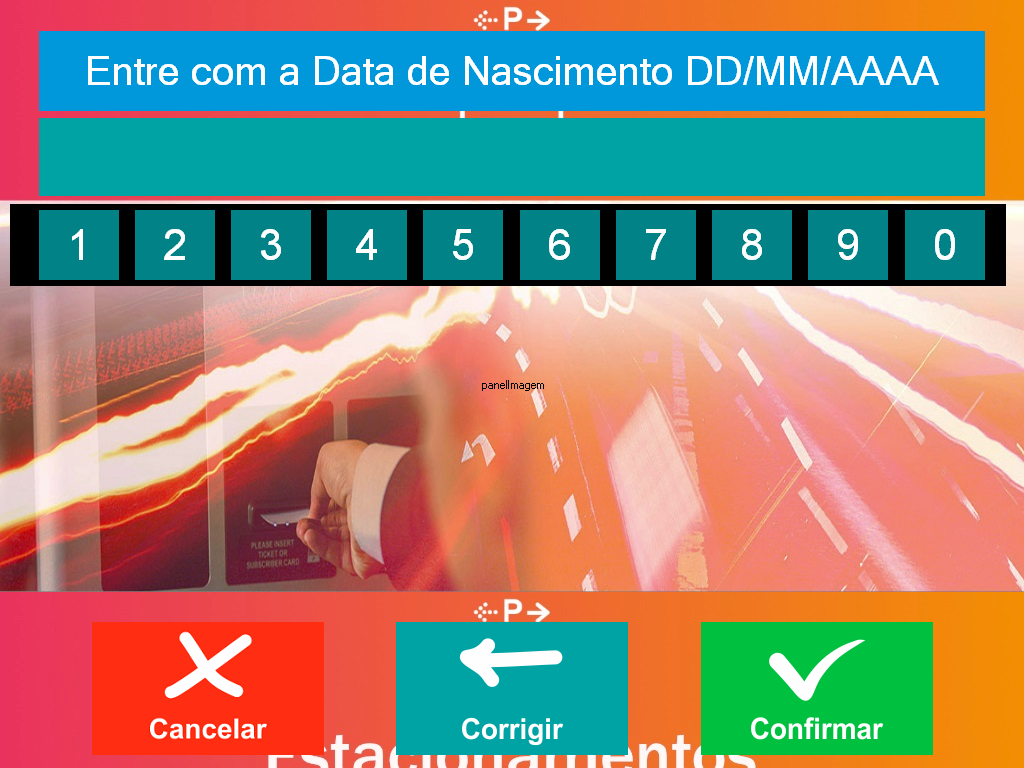 P
Entre com a Data de Nascimento DD/MM/AAAA
1 2 3 4 5 6 7 8 9 0
panelImagem
PLEASE INSERT
TICKET OR
SUBSCRIBER CARD
P
Cancelar
Corrigir
Confirmar
Estacionamentos